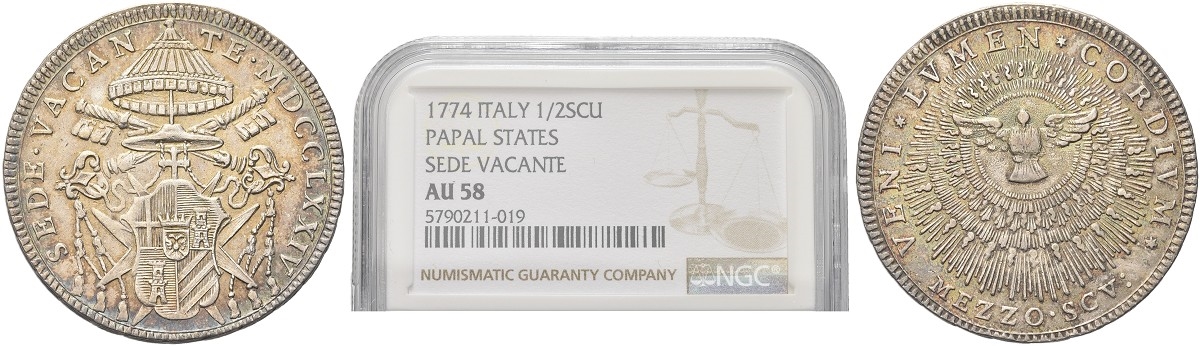 SEDE · VACAN TE · MDCCLXXIV
1774 ITALY 1/2SCU
PAPAL STATES
SEDE VACANTE
AU 58
5790211-019
NUMISMATIC GUARANTY COMPANY NGC
VENI * LVMEN * CORDIVM *
MEZZO · SCV :